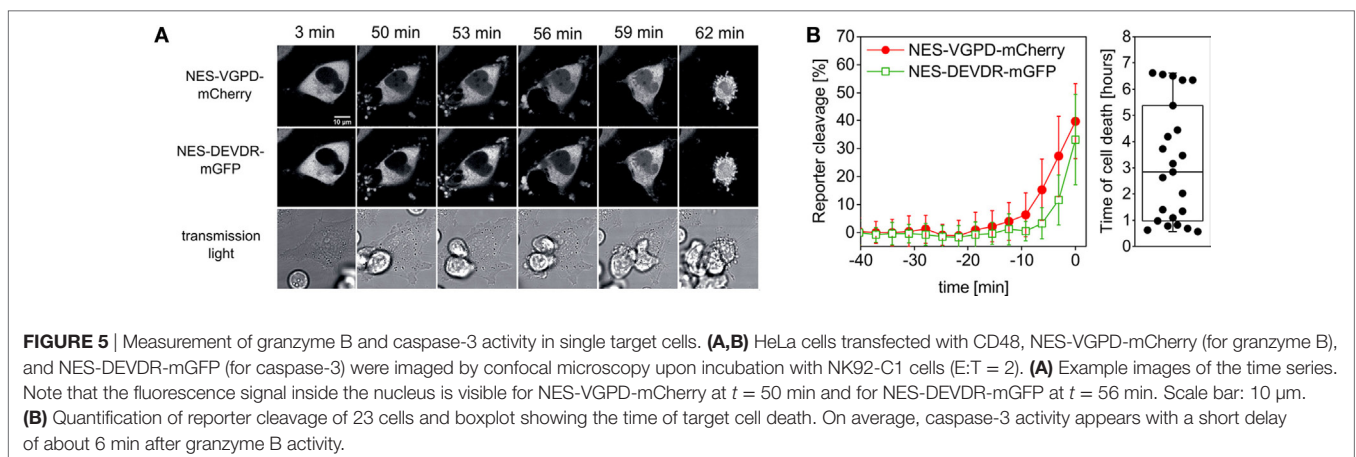 A
3 min 50 min 53 min 56 min 59 min 62 min
NES-VGPD-
mCherry
10 µm
NES-DEVDR-
mGFP
transmission
light
B
Reporter cleavage [%]
70
60
50
40
30
20
10
0
-40 -30 -20 -10 0
time [min]
NES-VGPD-mCherry
NES-DEVDR-mGFP
Time of cell death [hours]
8
7
6
5
4
3
2
1
0
FIGURE 5 | Measurement of granzyme B and caspase-3 activity in single target cells. (A,B) HeLa cells transfected with CD48, NES-VGPD-mCherry (for granzyme B),
and NES-DEVDR-mGFP (for caspase-3) were imaged by confocal microscopy upon incubation with NK92-C1 cells (E:T = 2). (A) Example images of the time series.
Note that the fluorescence signal inside the nucleus is visible for NES-VGPD-mCherry at t = 50 min and for NES-DEVDR-mGFP at t = 56 min. Scale bar: 10 µm.
(B) Quantification of reporter cleavage of 23 cells and boxplot showing the time of target cell death. On average, caspase-3 activity appears with a short delay
of about 6 min after granzyme B activity.